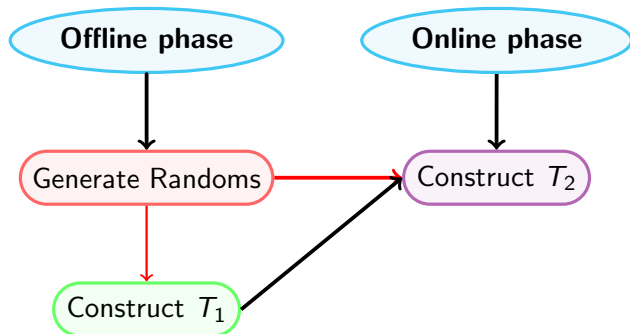 Offline phase
Online phase
Generate Randoms
Construct T₂
Construct T₁